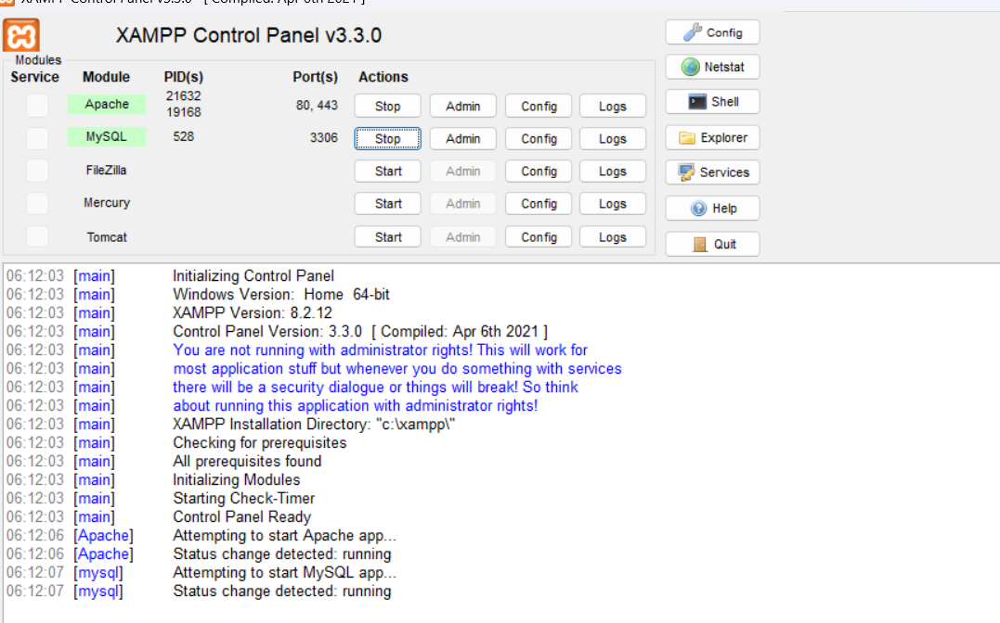 XAMPP Control Panel v3.3.0 [ Compiled: Apr 6th 2021 ]
XAMPP Control Panel v3.3.0
Config
Modules
Service Module PID(s) Port(s) Actions
Netstat
Apache 21632 19168 80, 443 Stop Admin Config Logs
Shell
MySQL 528 3306 Stop Admin Config Logs
Explorer
FileZilla Start Admin Config Logs
Services
Mercury Start Admin Config Logs
Help
Tomcat Start Admin Config Logs
Quit
06:12:03 [main] Initializing Control Panel
06:12:03 [main] Windows Version: Home 64-bit
06:12:03 [main] XAMPP Version: 8.2.12
06:12:03 [main] Control Panel Version: 3.3.0 [ Compiled: Apr 6th 2021 ]
06:12:03 [main] You are not running with administrator rights! This will work for
06:12:03 [main] most application stuff but whenever you do something with services
06:12:03 [main] there will be a security dialogue or things will break! So think
06:12:03 [main] about running this application with administrator rights!
06:12:03 [main] XAMPP Installation Directory: "c:\xampp\"
06:12:03 [main] Checking for prerequisites
06:12:03 [main] All prerequisites found
06:12:03 [main] Initializing Modules
06:12:03 [main] Starting Check-Timer
06:12:03 [main] Control Panel Ready
06:12:06 [Apache] Attempting to start Apache app...
06:12:06 [Apache] Status change detected: running
06:12:07 [mysql] Attempting to start MySQL app...
06:12:07 [mysql] Status change detected: running